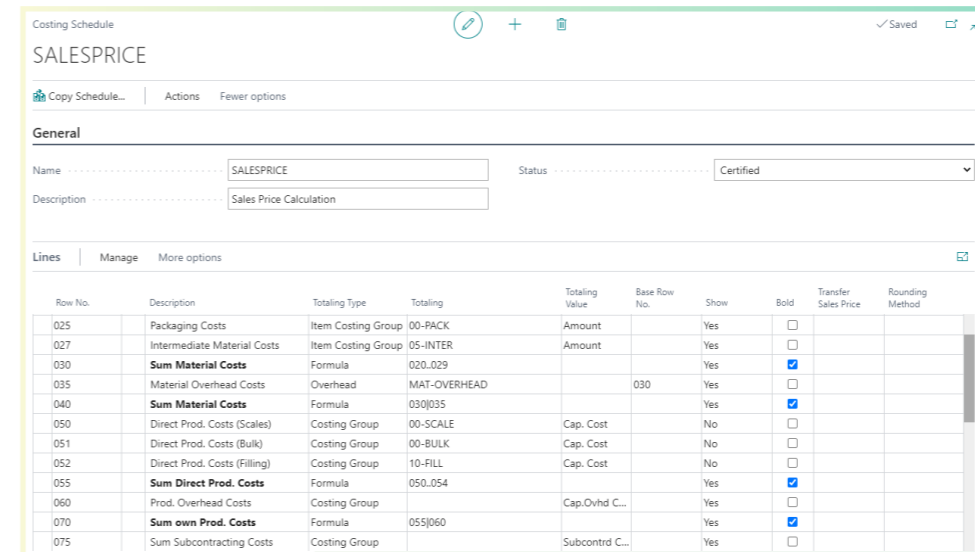 Costing Schedule
Saved
SALESPRICE
Copy Schedule... Actions Fewer options
General
Name SALESPRICE Status Certified
Description Sales Price Calculation
Lines Manage More options
Row No. Description Totaling Type Totaling Totaling Value Base Row No. Show Bold Transfer Sales Price Rounding Method
025 Packaging Costs Item Costing Group 00-PACK Amount Yes
027 Intermediate Material Costs Item Costing Group 05-INTER Amount Yes
030 Sum Material Costs Formula 020..029 Yes
035 Material Overhead Costs Overhead MAT-OVERHEAD 030 Yes
040 Sum Material Costs Formula 030|035 Yes
050 Direct Prod. Costs (Scales) Costing Group 00-SCALE Cap. Cost No
051 Direct Prod. Costs (Bulk) Costing Group 00-BULK Cap. Cost No
052 Direct Prod. Costs (Filling) Costing Group 10-FILL Cap. Cost No
055 Sum Direct Prod. Costs Formula 050..054 Yes
060 Prod. Overhead Costs Costing Group Cap.Ovhd C... Yes
070 Sum own Prod. Costs Formula 055|060 Yes
075 Sum Subcontracting Costs Costing Group Subcontrd C... Yes